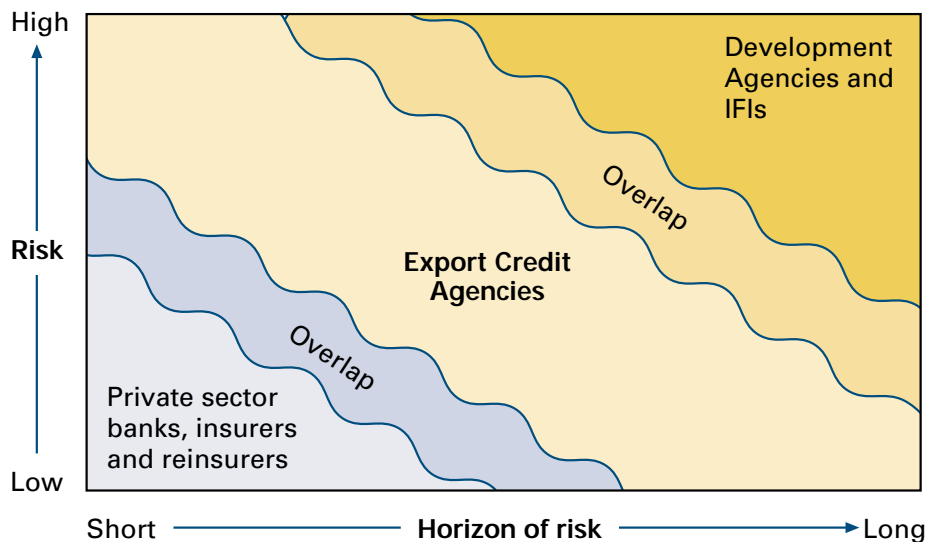 High
Development
Agencies and
IFIs
Overlap
Risk
Export Credit
Agencies
Overlap
Private sector
banks, insurers
and reinsurers
Low
Short
Horizon of risk
Long